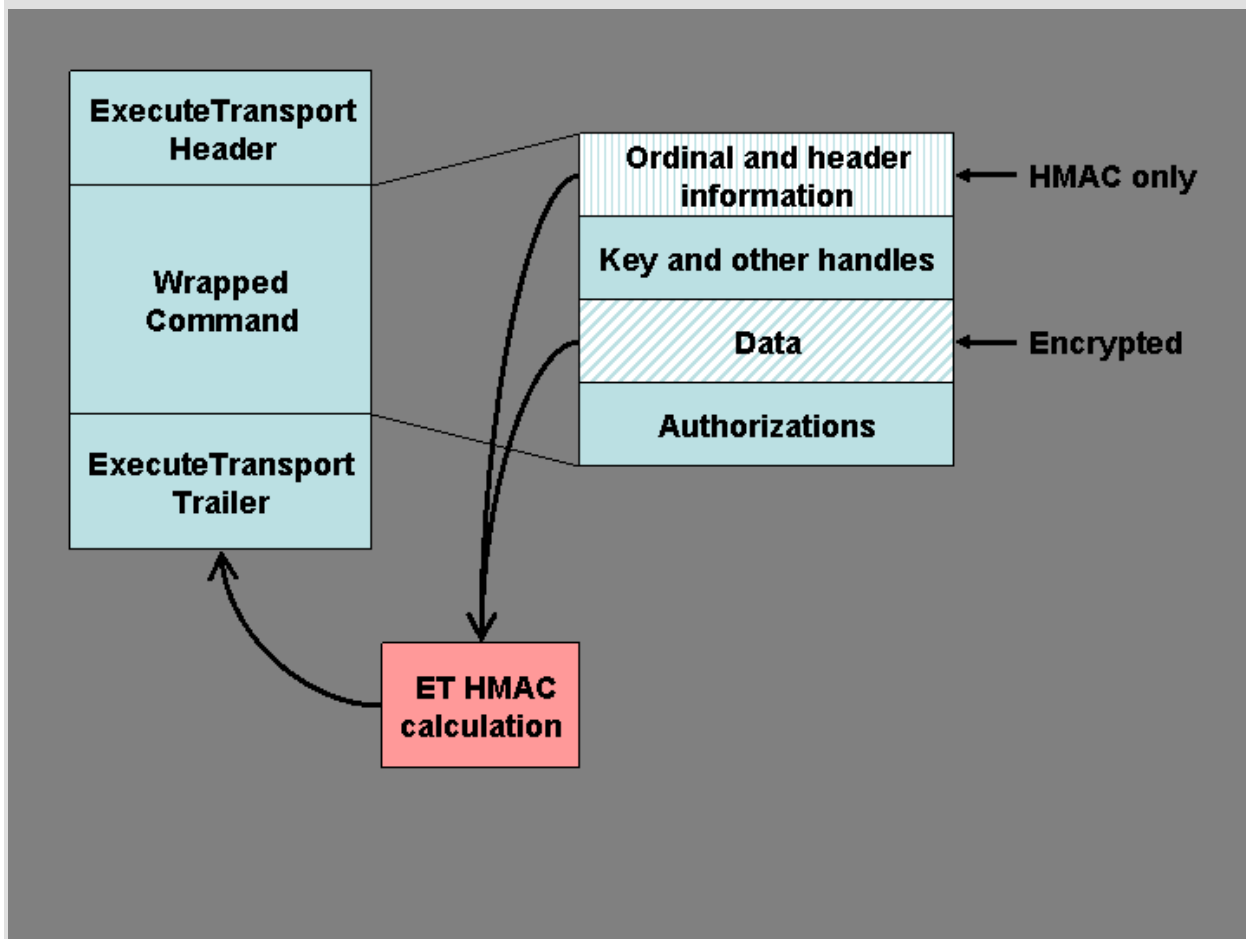 ExecuteTransport
Header
Wrapped
Command
ExecuteTransport
Trailer
Ordinal and header
information
Key and other handles
Data
Authorizations
HMAC only
Encrypted
ET HMAC
calculation